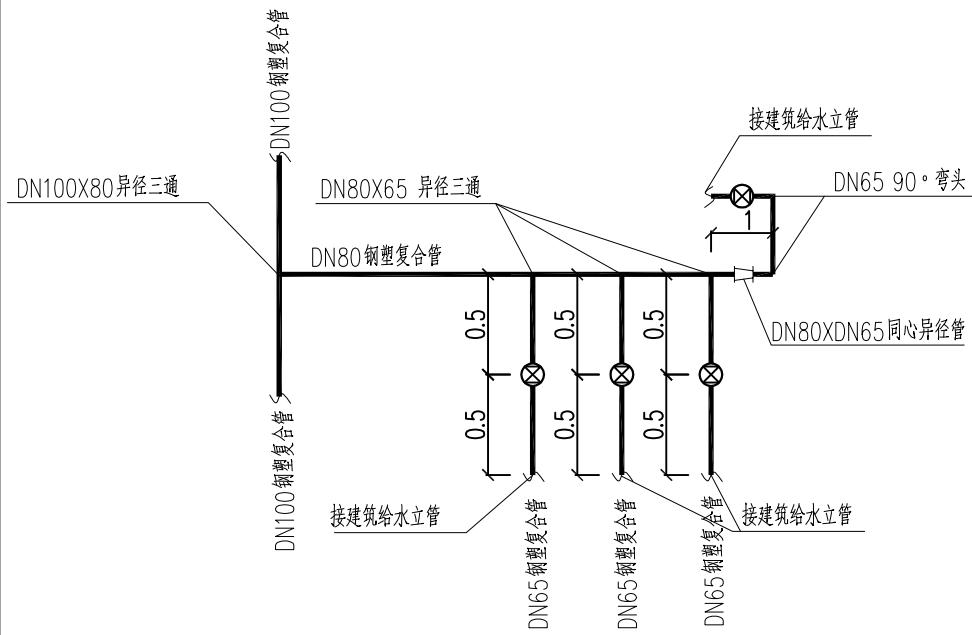 DN100钢塑复合管
接建筑给水立管
DN100X80异径三通
DN80X65 异径三通
DN65 90°弯头
1
DN80钢塑复合管
DN80XDN65同心异径管
0.5
0.5
0.5
0.5
0.5
0.5
DN100钢塑复合管
接建筑给水立管
接建筑给水立管
DN65钢塑复合管
DN65钢塑复合管
DN65钢塑复合管